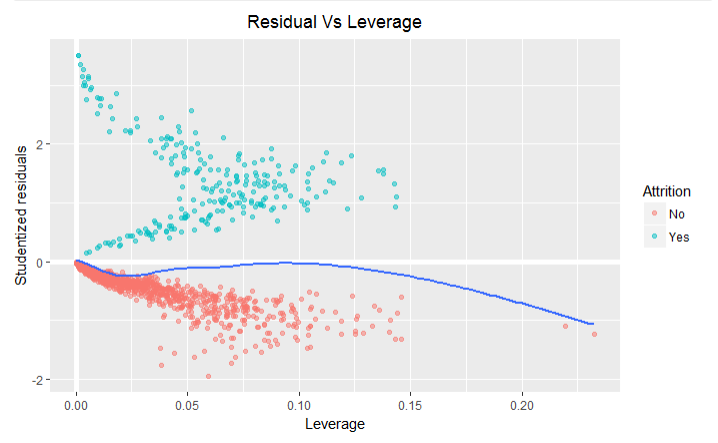 Residual Vs Leverage
Studentized residuals
2
0
-2
0.00 0.05 0.10 0.15 0.20
Leverage
Attrition
No
Yes